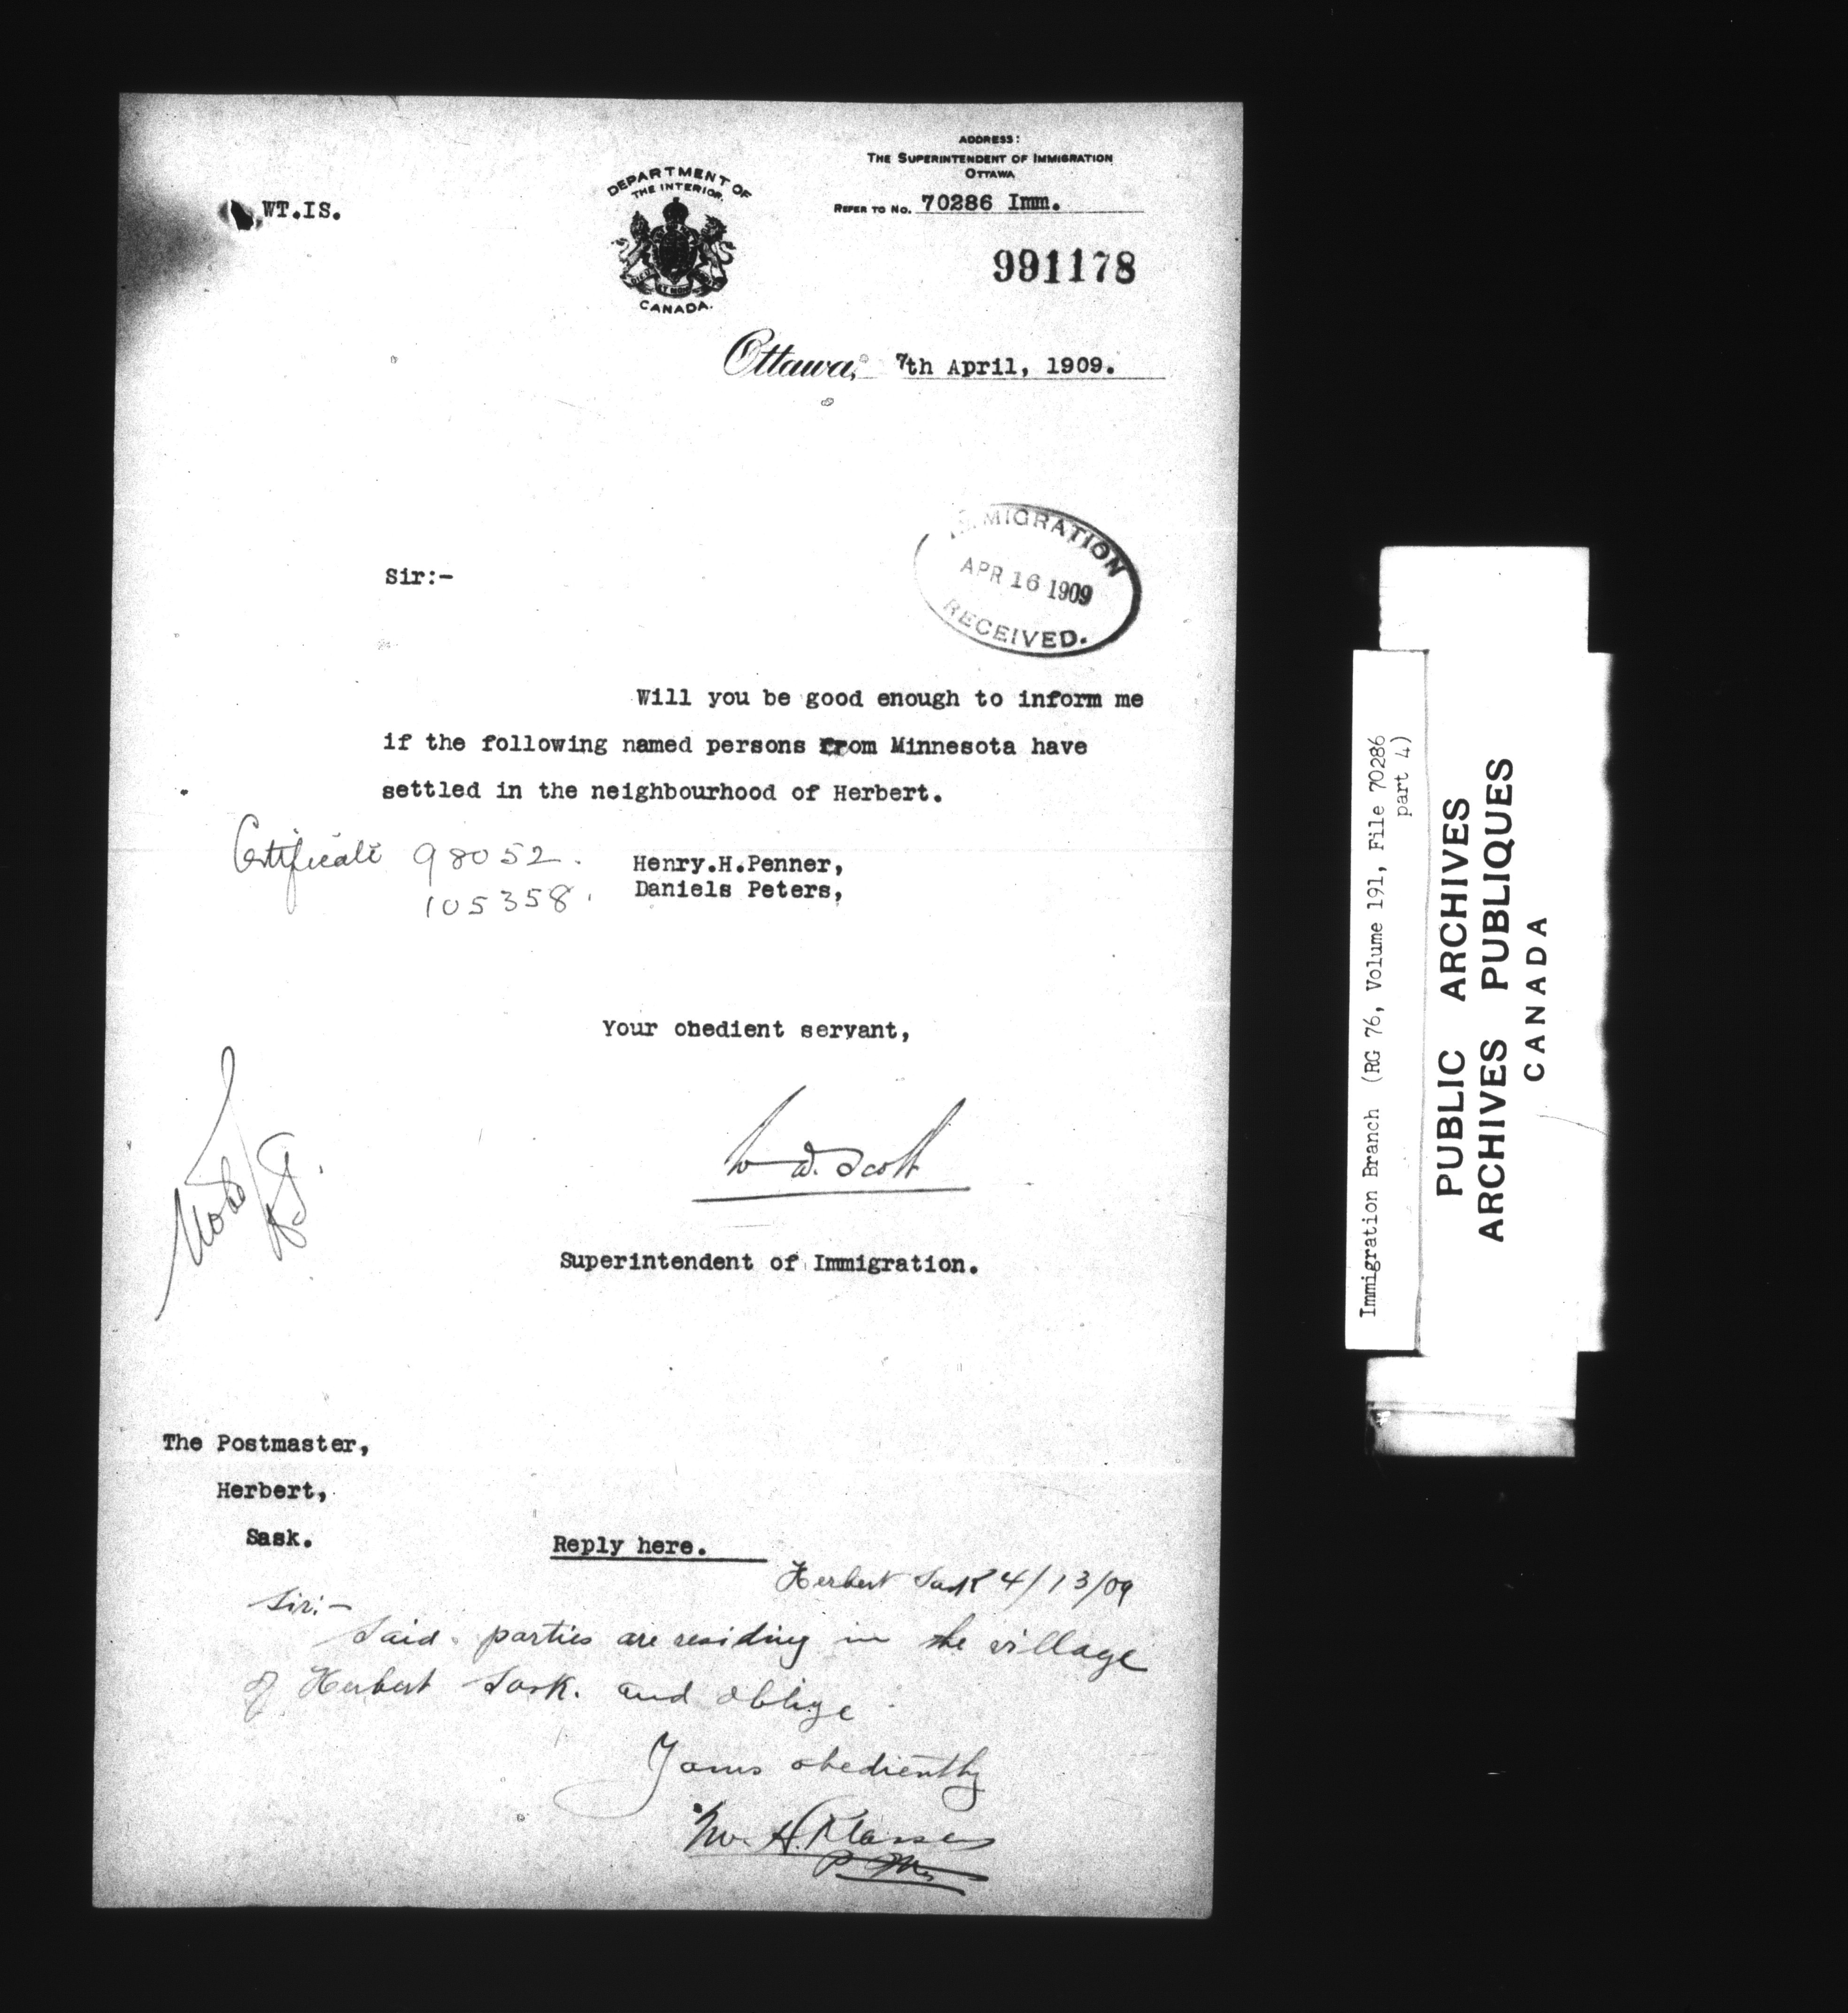 ADDRESS:
THE SUPERINTENDENT OF IMMIGRATION
OTTAWA
REFER TO No. 70286 Imm.
WT.IS.
DEPARTMENT OF
THE INTERIOR.
CANADA.
991178
Ottawa, 7th April, 1909.
IMMIGRATION
APR 16 1909
RECEIVED.
Sir:-
Will you be good enough to inform me
if the following named persons from Minnesota have
settled in the neighbourhood of Herbert.
Certificate 98052. Henry.H.Penner,
105358. Daniels Peters,
Your obedient servant,
W D. Scott
Superintendent of Immigration.
The Postmaster,
Herbert,
Sask.
Reply here.
Herbert Sask 4/13/09
Sir:-
Said parties are residing in the village
of Herbert Sask. and oblige
Yours obediently
H. Klassen
P.M.
Immigration Branch (RG 76, Volume 191, File 70286
part 4)
PUBLIC ARCHIVES
ARCHIVES PUBLIQUES
CANADA